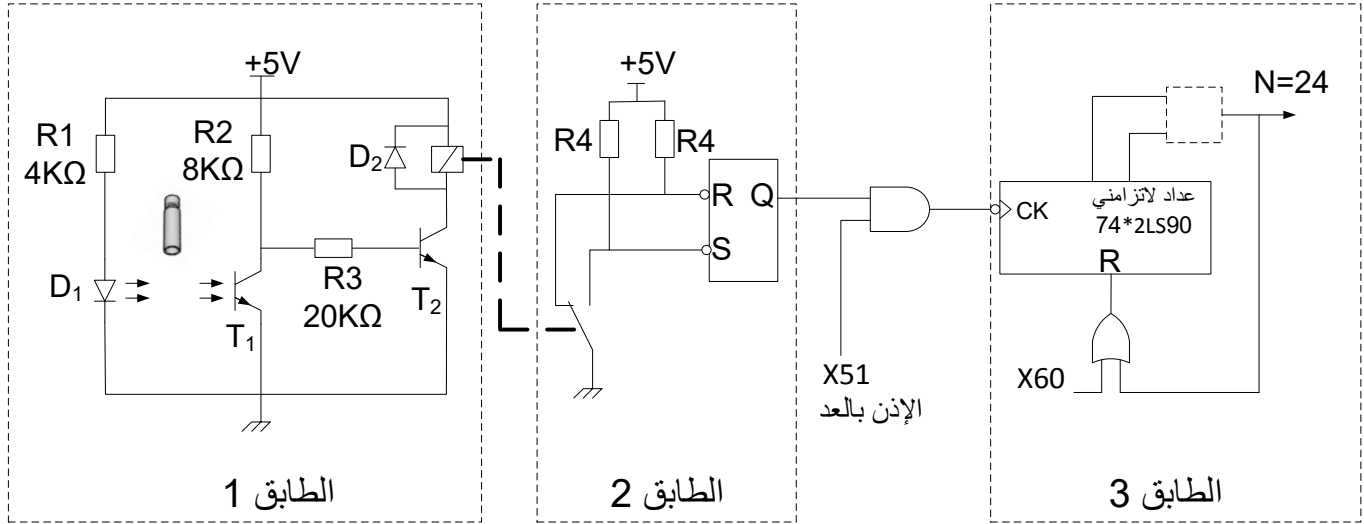 +5V
R1
4KΩ
R2
8KΩ
D2
D1
T1
R3
20KΩ
T2
الطابق 1
+5V
R4
R4
R Q
S
الطابق 2
X51
الإذن بالعد
N=24
CK
عداد لاتزامني
74*2LS90
R
X60
الطابق 3